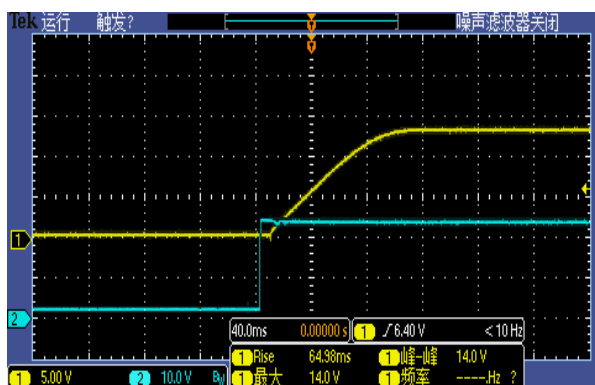 Tek 运行 触发? 噪声滤波器关闭
1
2
40.0ms 0.00000 s 1 / 6.40 V <10 Hz
1 Rise 64.98ms 1 峰-峰 14.0 V
1 5.00 V 2 10.0 V BW 1 最大 14.0 V 1 频率 ----Hz ?